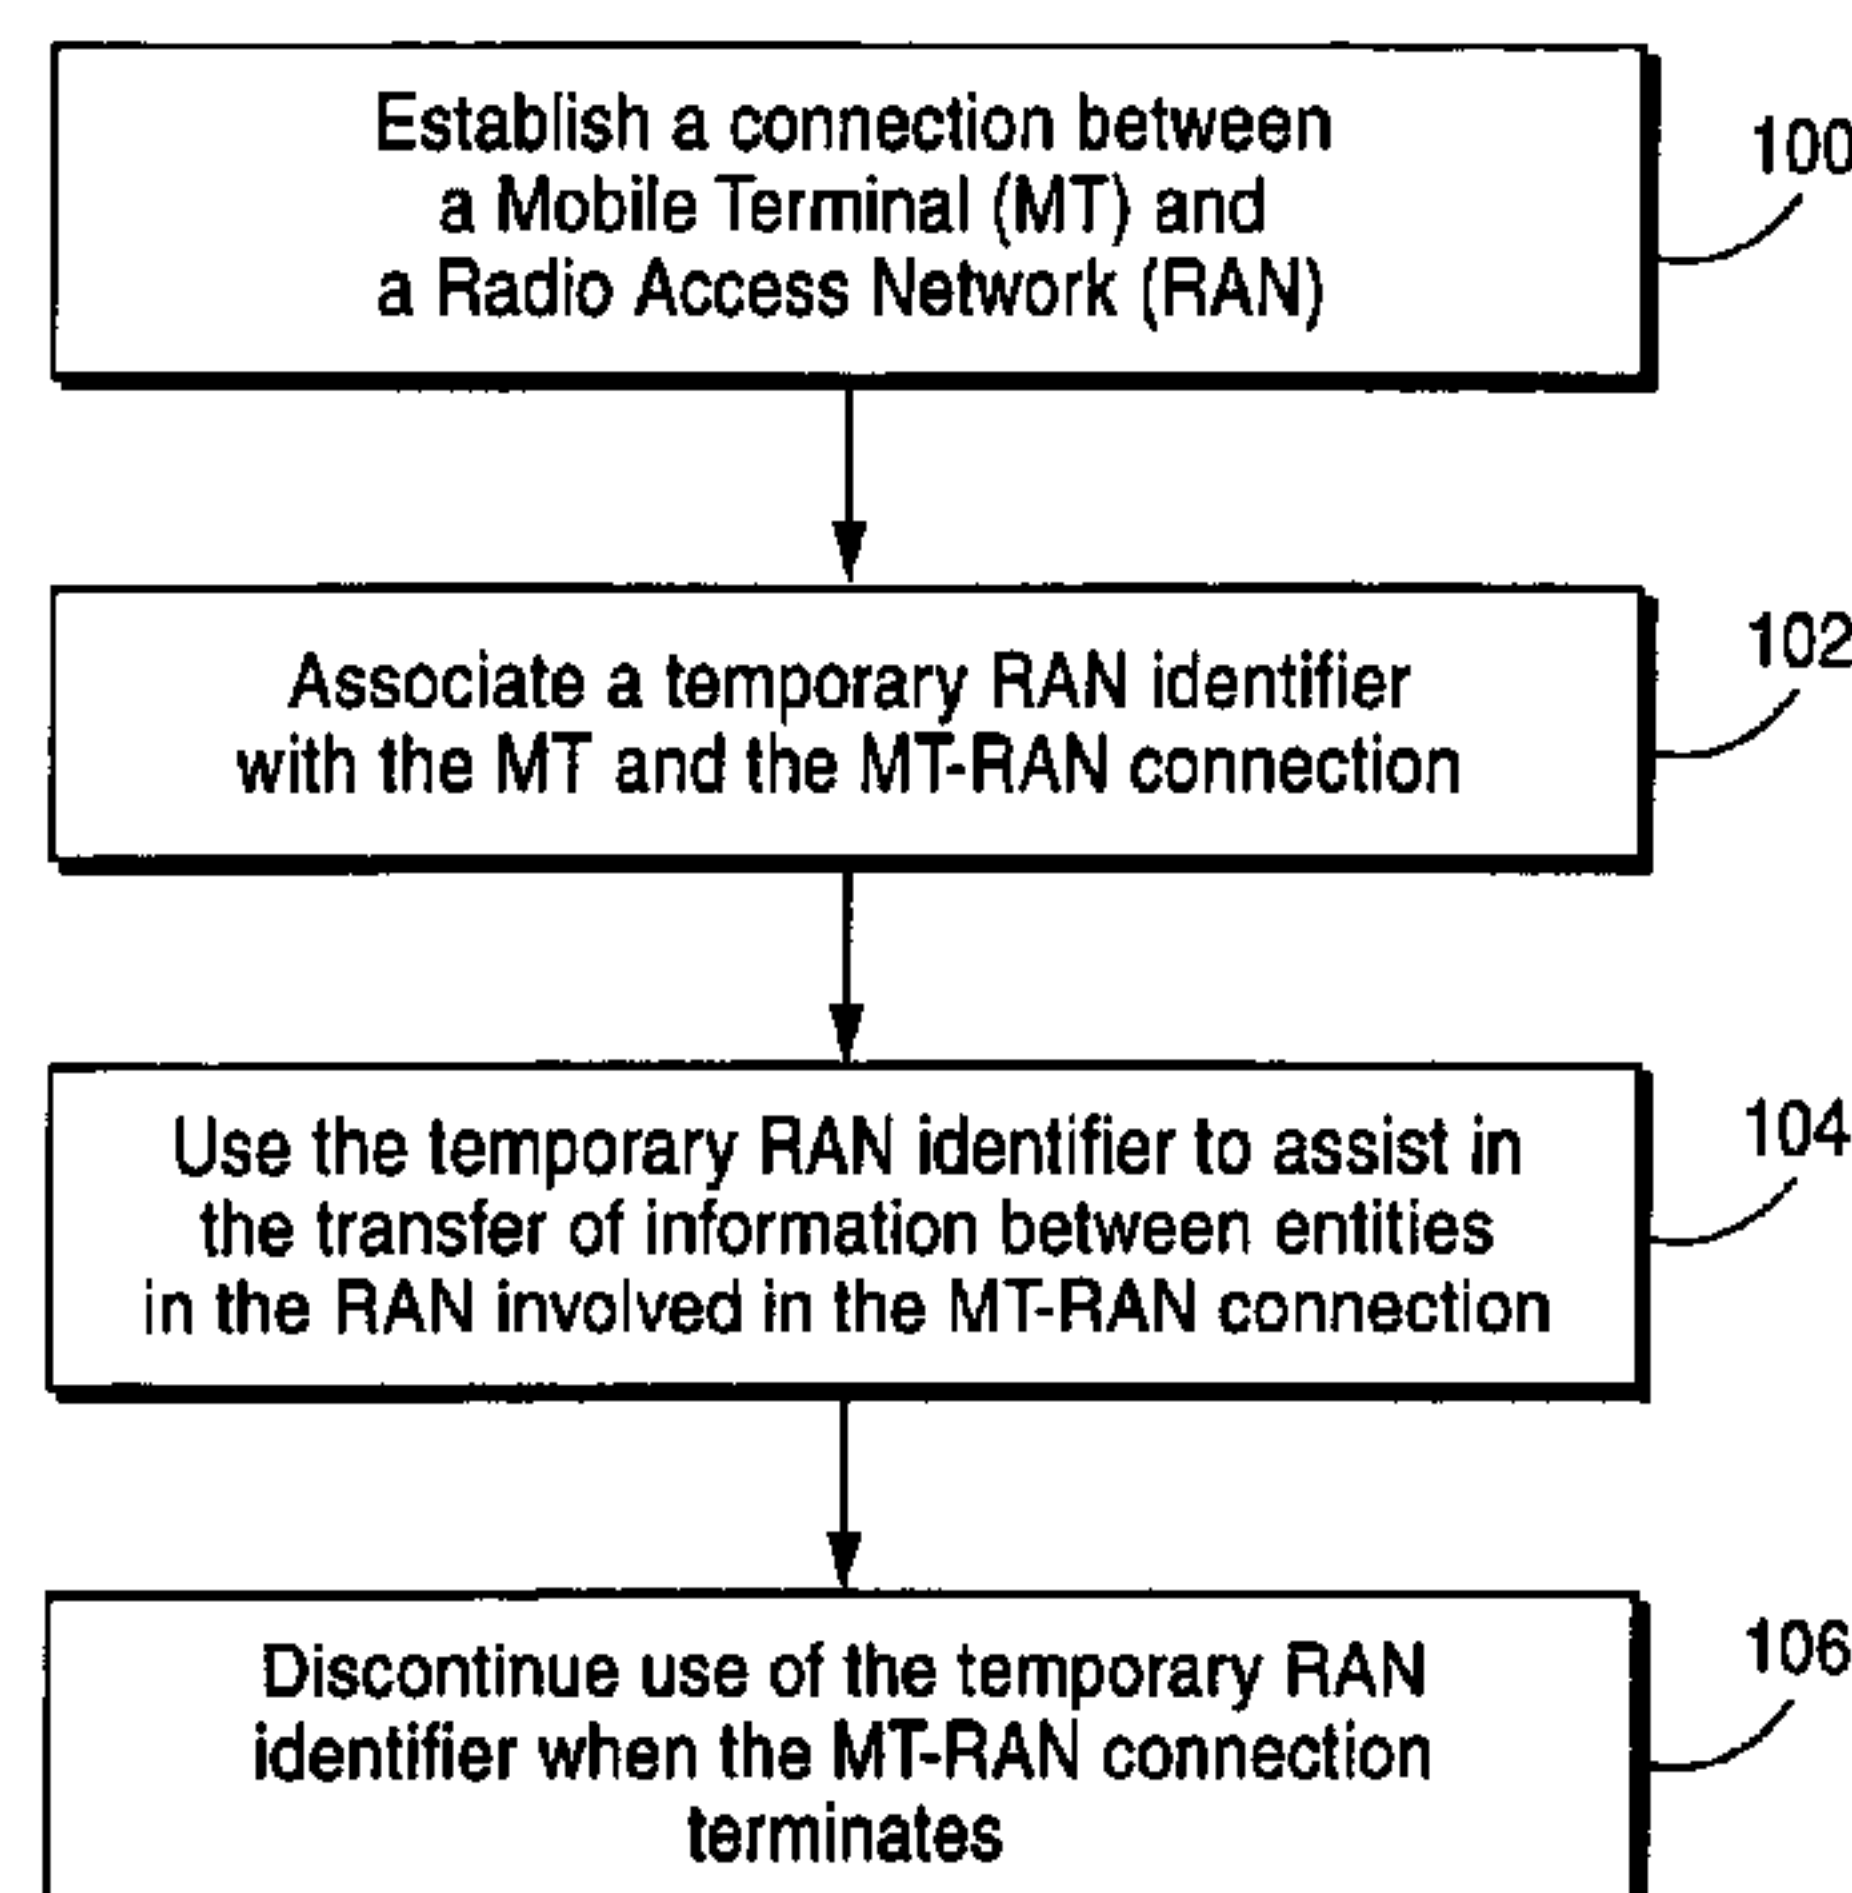 Establish a connection between
a Mobile Terminal (MT) and
a Radio Access Network (RAN)
100
Associate a temporary RAN identifier
with the MT and the MT-RAN connection
102
Use the temporary RAN identifier to assist in
the transfer of information between entities
in the RAN involved in the MT-RAN connection
104
Discontinue use of the temporary RAN
identifier when the MT-RAN connection
terminates
106